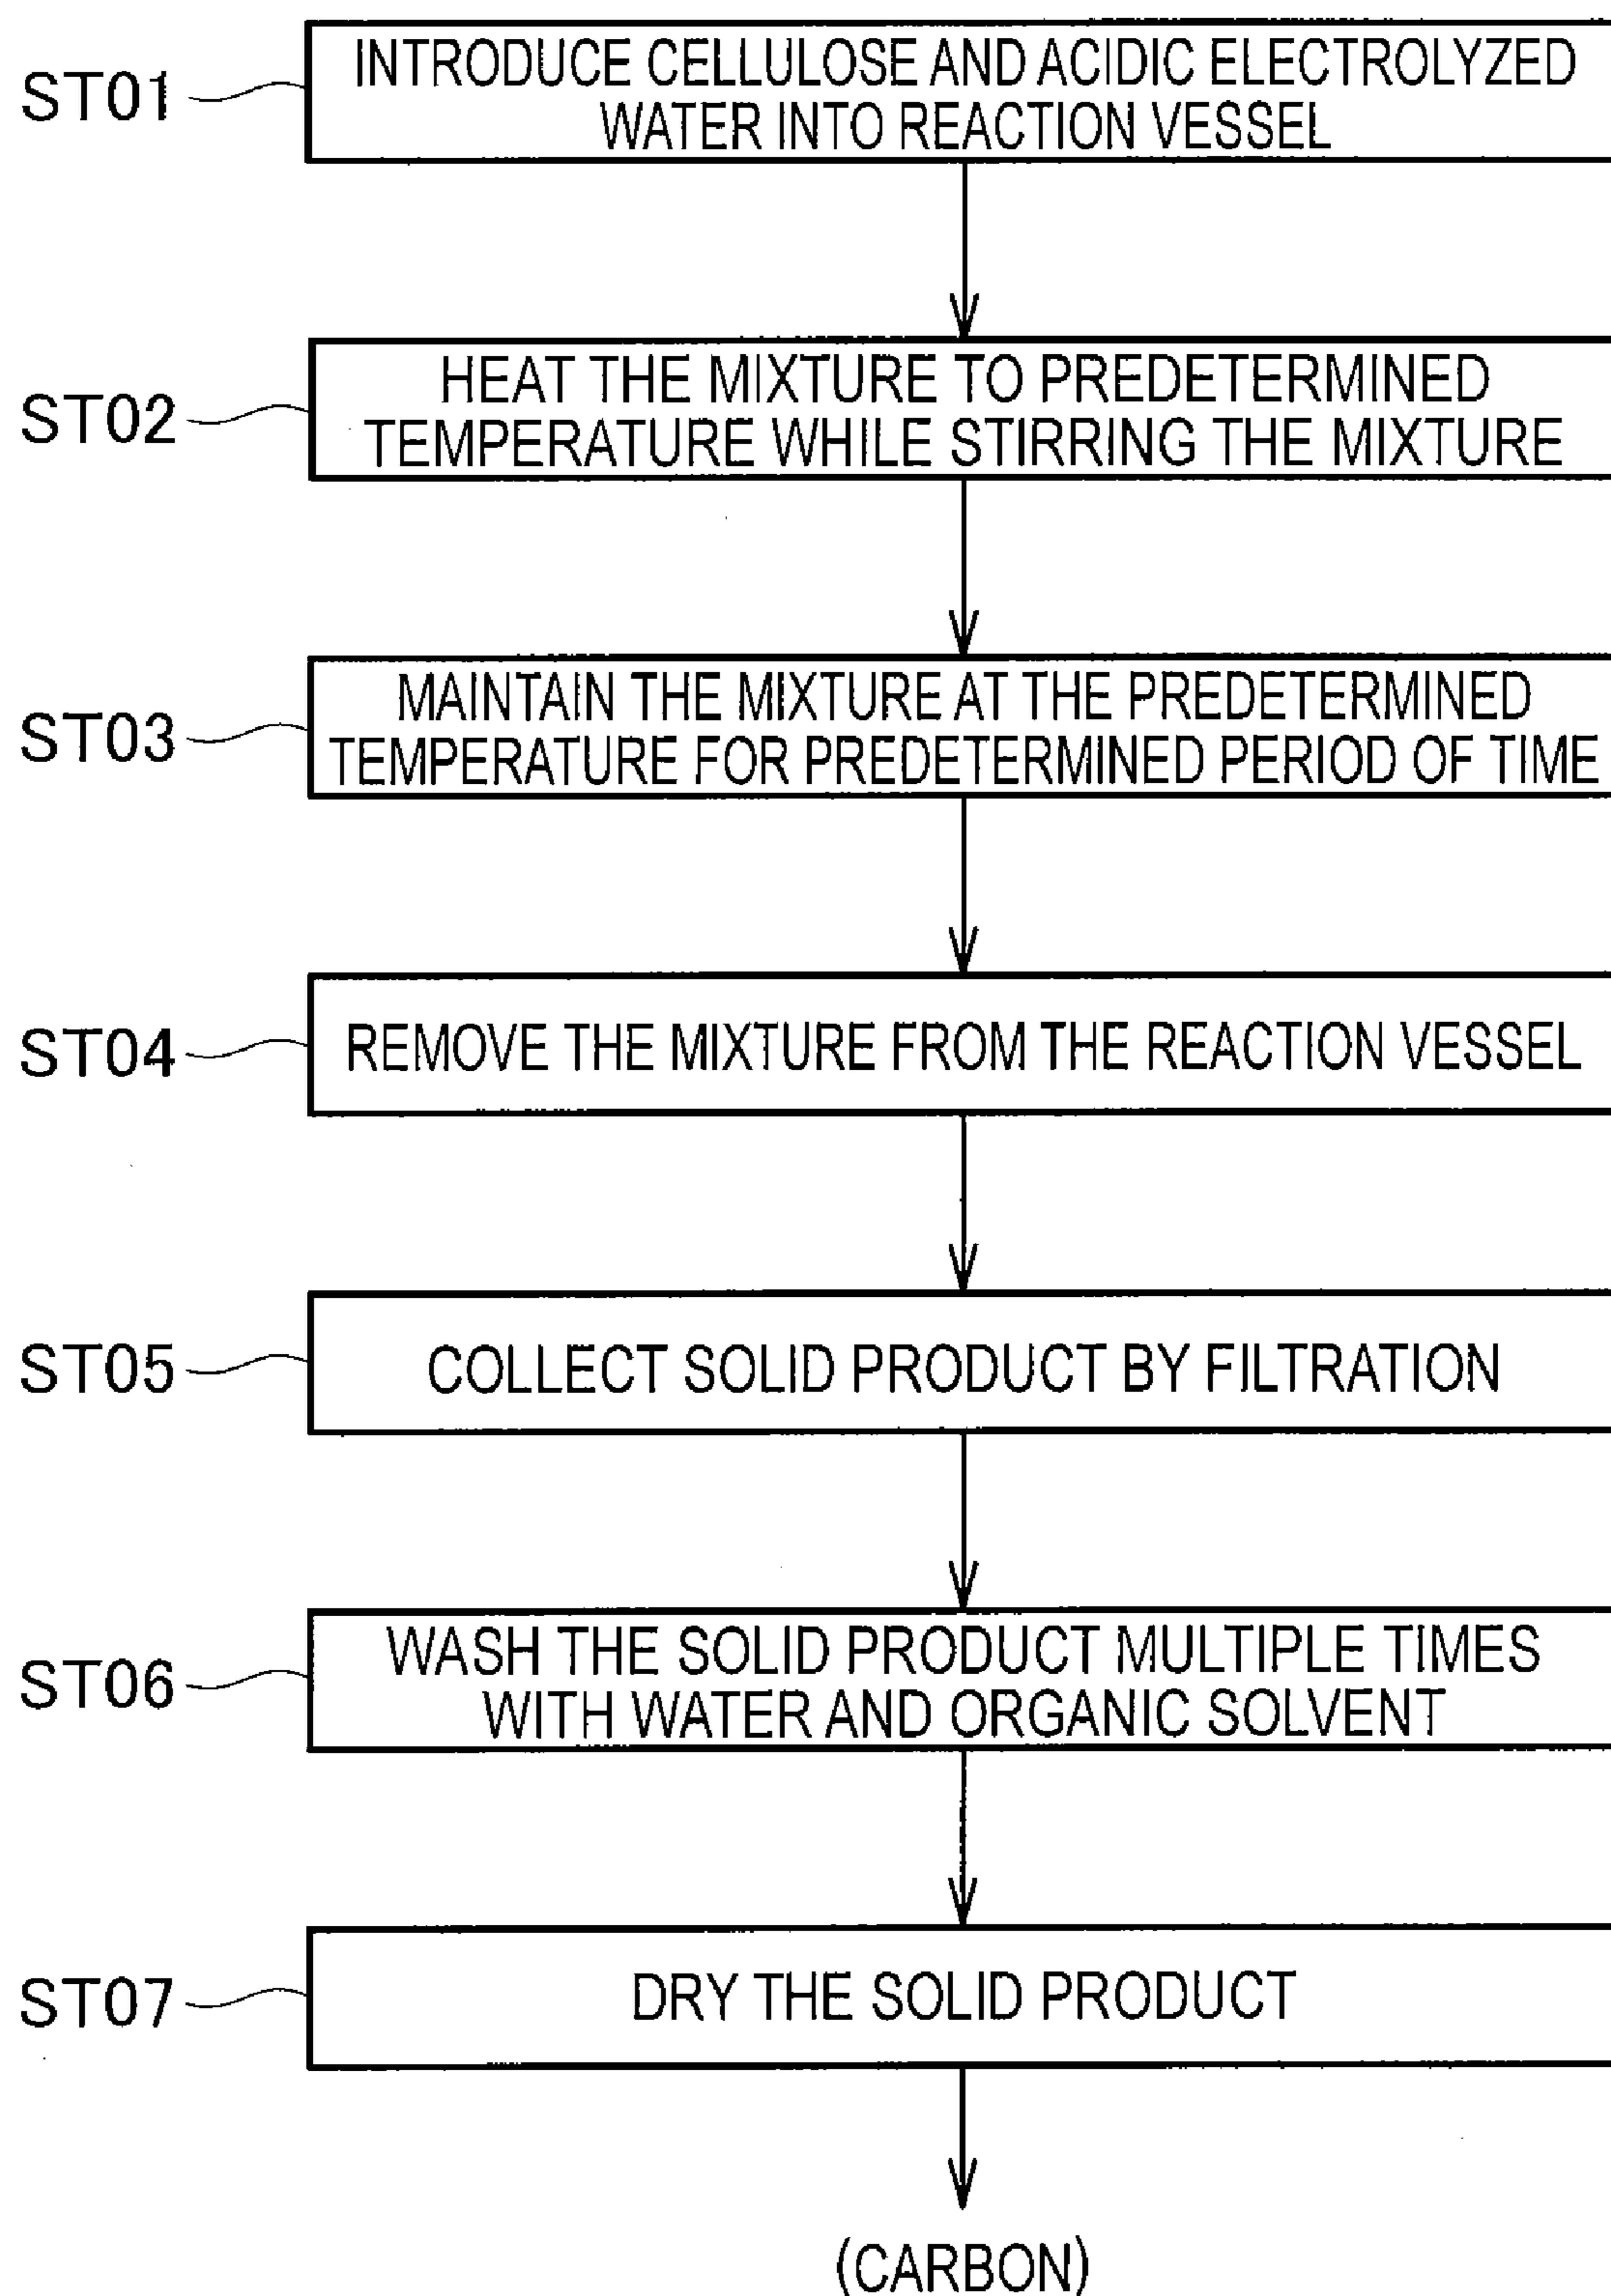 ST01
INTRODUCE CELLULOSE AND ACIDIC ELECTROLYZED
WATER INTO REACTION VESSEL
ST02
HEAT THE MIXTURE TO PREDETERMINED
TEMPERATURE WHILE STIRRING THE MIXTURE
ST03
MAINTAIN THE MIXTURE AT THE PREDETERMINED
TEMPERATURE FOR PREDETERMINED PERIOD OF TIME
ST04
REMOVE THE MIXTURE FROM THE REACTION VESSEL
ST05
COLLECT SOLID PRODUCT BY FILTRATION
ST06
WASH THE SOLID PRODUCT MULTIPLE TIMES
WITH WATER AND ORGANIC SOLVENT
ST07
DRY THE SOLID PRODUCT
(CARBON)